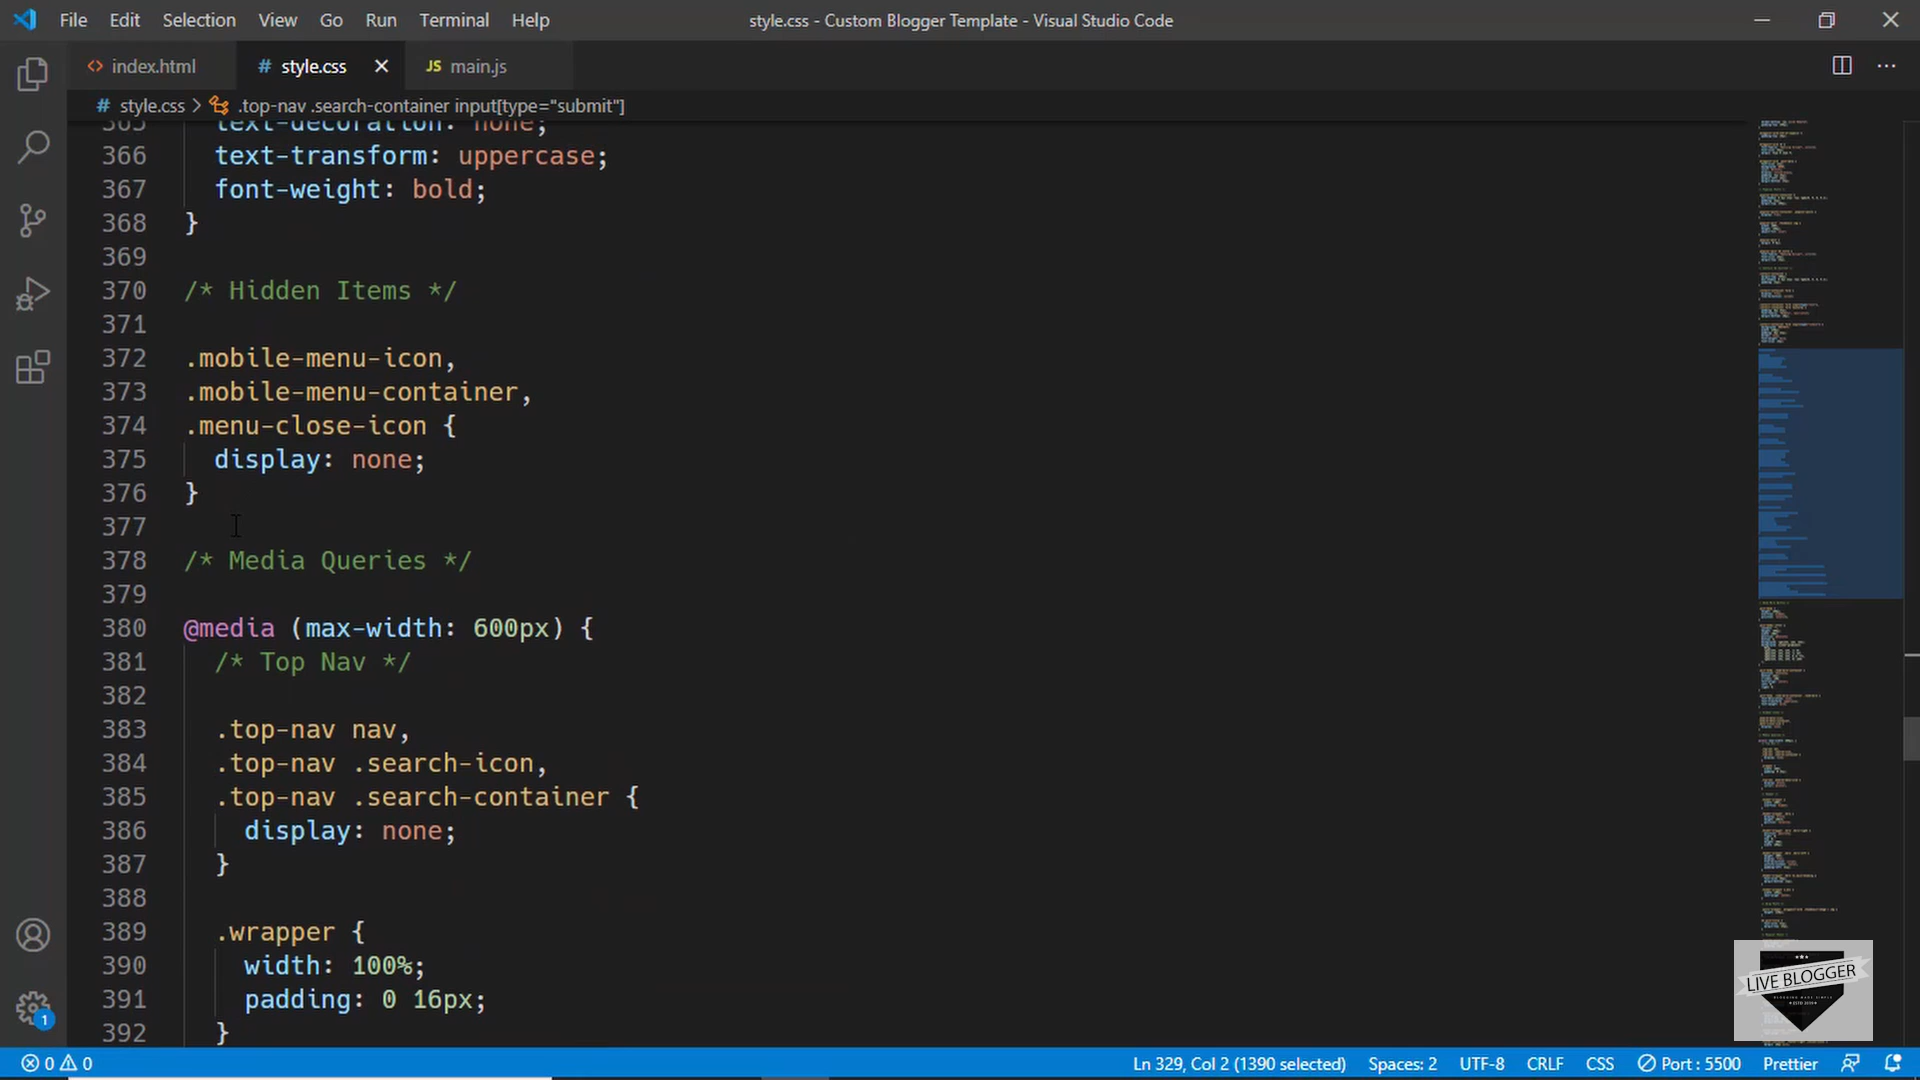 File Edit Selection View Go Run Terminal Help
style.css - Custom Blogger Template - Visual Studio Code
index.html
# style.css
JS main.js
# style.css > .top-nav .search-container input[type="submit"]
365 text-decoration: none;
366 text-transform: uppercase;
367 font-weight: bold;
368 }
369
370 /* Hidden Items */
371
372 .mobile-menu-icon,
373 .mobile-menu-container,
374 .menu-close-icon {
375 display: none;
376 }
377
378 /* Media Queries */
379
380 @media (max-width: 600px) {
381 /* Top Nav */
382
383 .top-nav nav,
384 .top-nav .search-icon,
385 .top-nav .search-container {
386 display: none;
387 }
388
389 .wrapper {
390 width: 100%;
391 padding: 0 16px;
392 }
LIVE BLOGGER
1
0 0
Ln 329, Col 2 (1390 selected)
Spaces: 2
UTF-8
CRLF
CSS
Port : 5500
Prettier